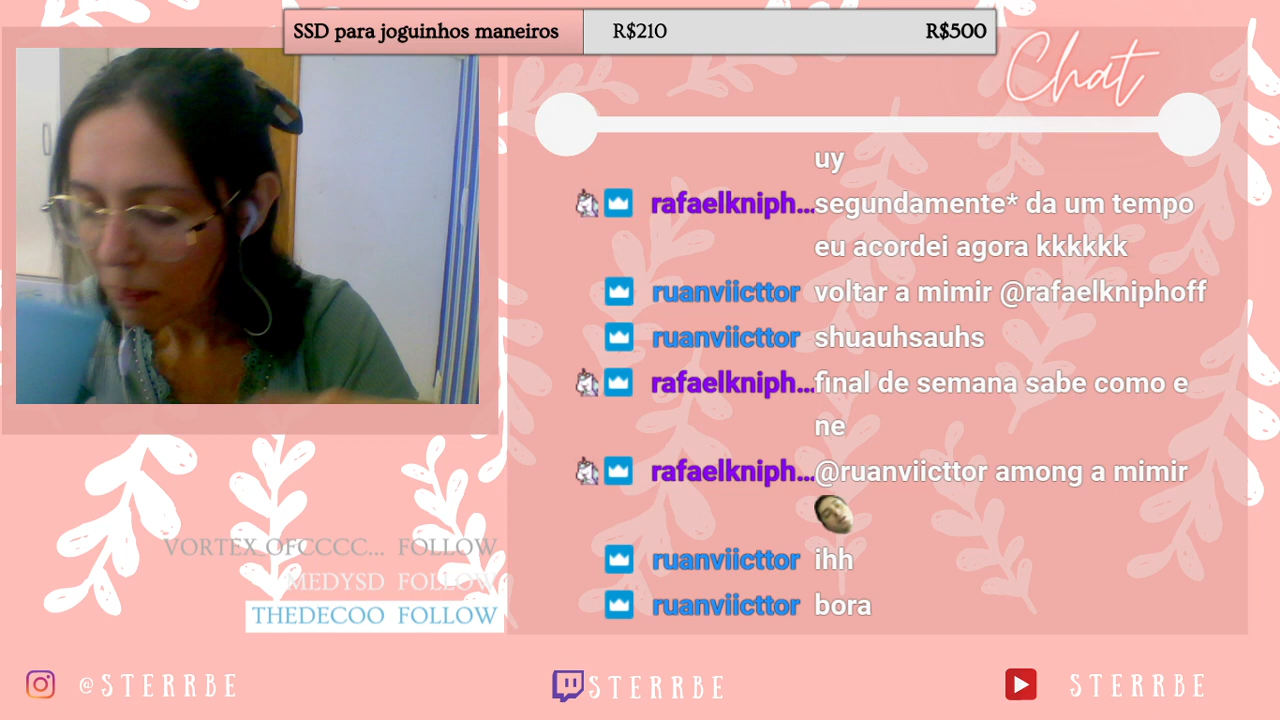 SSD para joguinhos maneiros R$210 R$500
Chat
uy
rafaelkniph... segundamente* da um tempo
eu acordei agora kkkkkk
ruanviicttor voltar a mimir @rafaelkniphoff
ruanviicttor shuauhsauhs
rafaelkniph... final de semana sabe como e
ne
rafaelkniph... @ruanviicttor among a mimir
ruanviicttor ihh
ruanviicttor bora
VORTEX OFCCCC... FOLLOW
MEDYSD FOLLOW
THEDECOO FOLLOW
@STERRBE
STERRBE
STERRBE